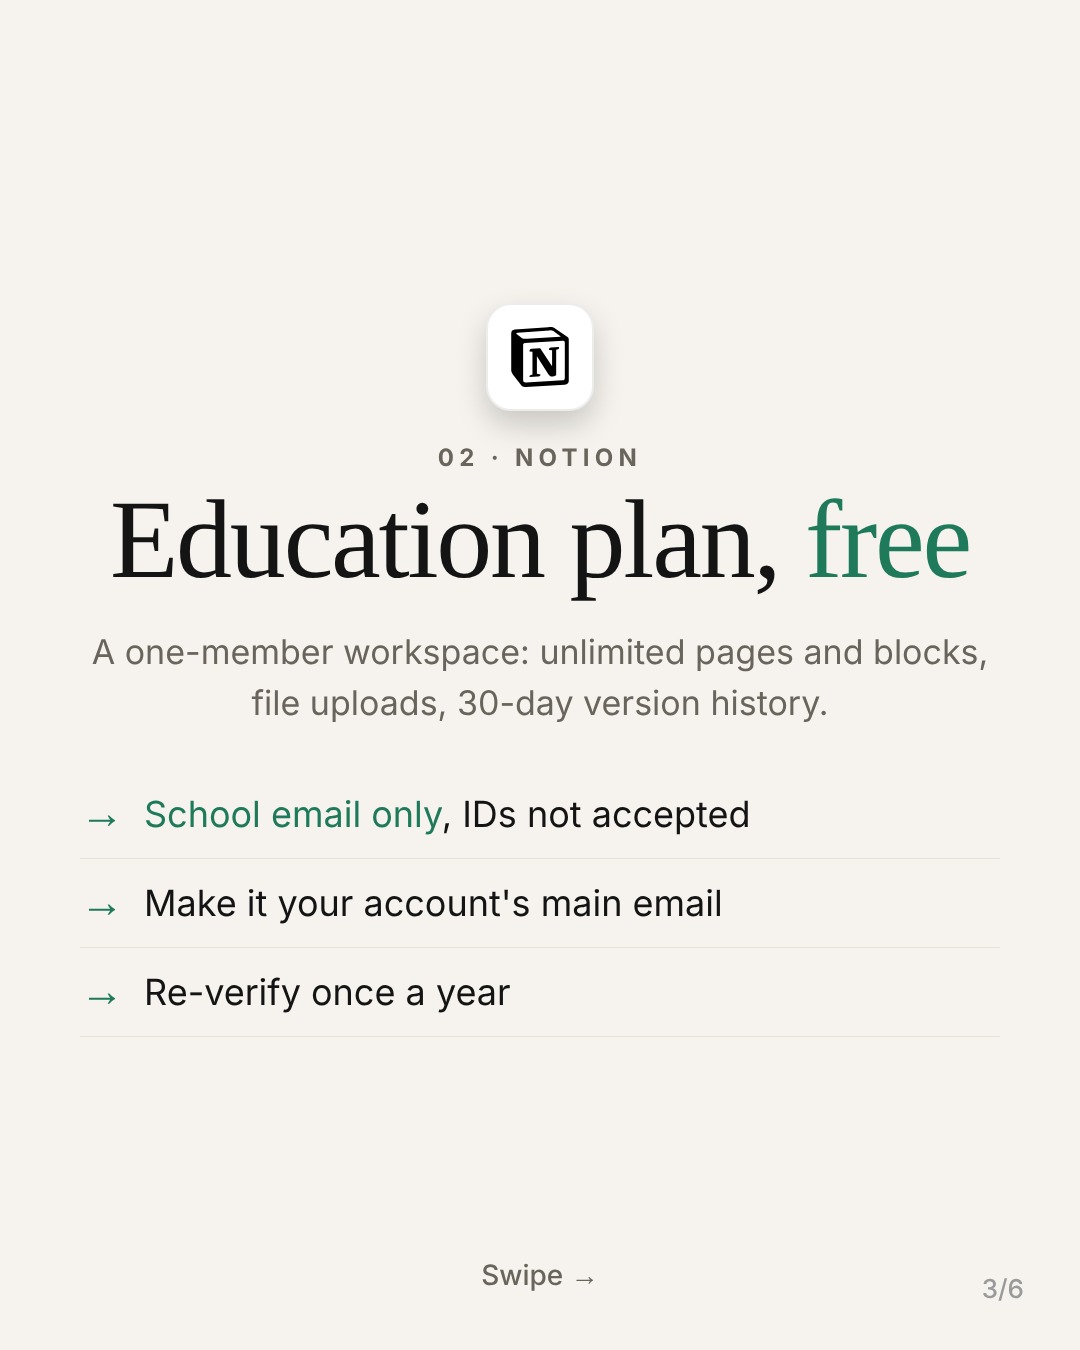 N
02 · NOTION
Education plan, free
A one-member workspace: unlimited pages and blocks,
file uploads, 30-day version history.
→ School email only, IDs not accepted
→ Make it your account's main email
→ Re-verify once a year
Swipe →
3/6